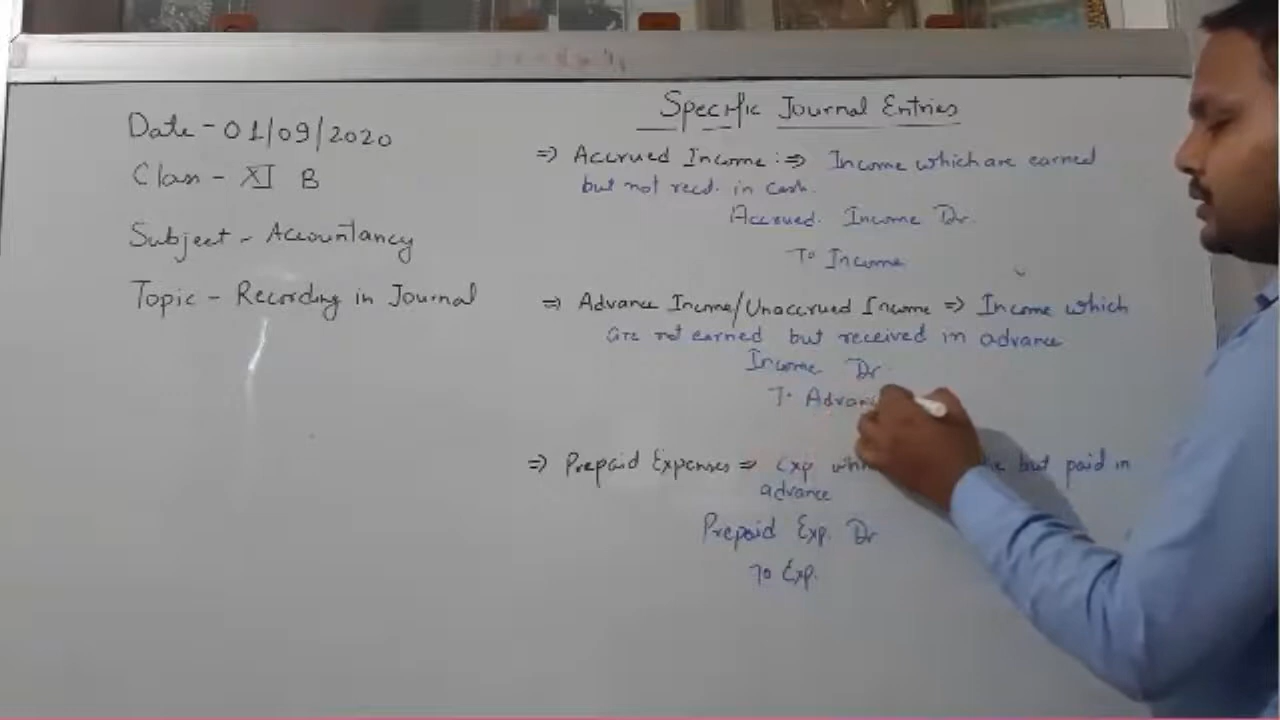 Date - 01/09/2020
Class - XI B
Subject - Accountancy
Topic - Recording in Journal
Specific Journal Entries
=> Accrued Income :=> Income which are earned
but not recd. in cash.
Accrued. Income Dr.
To Income
=> Advance Income/Unaccrued Income => Income which
are not earned but received in advance
Income Dr.
To Advanc
=> Prepaid Expenses => Exp whi but paid in
advance
Prepaid Exp. Dr
To Exp.